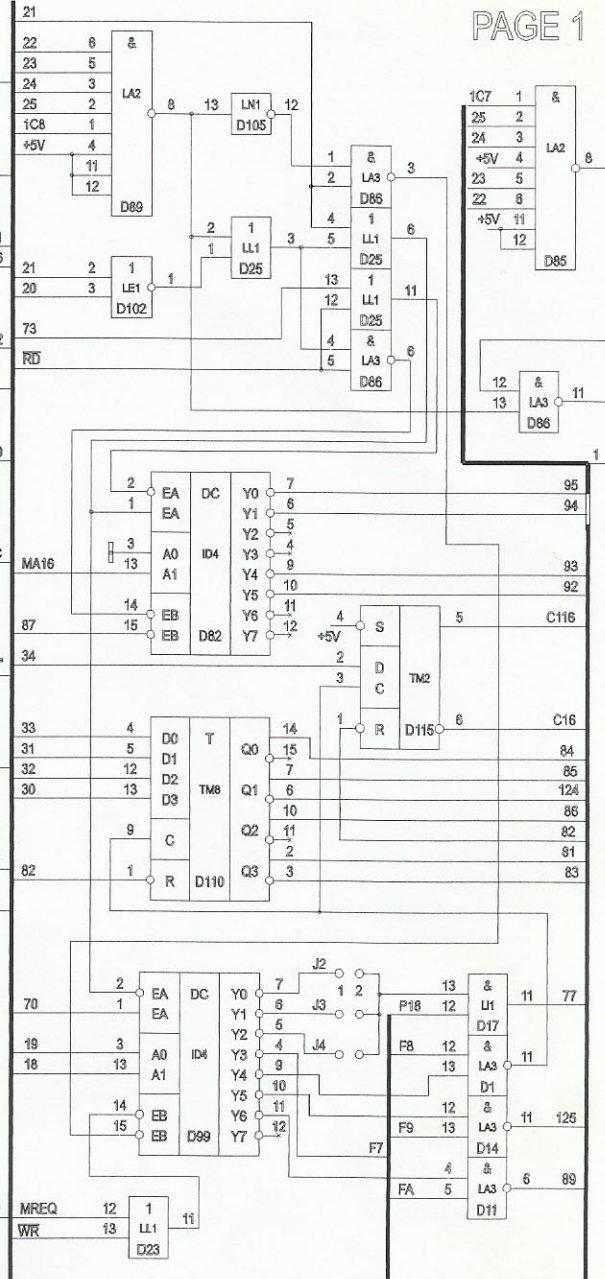 PAGE 1
21
22 6 &
23 5
24 3 LA2
25 2 8 13 LN1 12
1C8 1 D105
+5V 4
11
12
D89
1C7 1 &
25 2
24 3 LA2
+5V 4 8
23 5
22 6
+5V 11
12
D85
1 & 3
2 LA3
D86
4 1 6
5 LL1
D25
13 1 11
12 LL1
D25
4 & 6
5 LA3
D86
2 1 3
1 LL1
D25
21 2 1 1
20 3 LE1
D102
73
RD
12 & 11
13 LA3
D86
1
2 EA DC Y0 7 95
1 EA Y1 6 94
Y2 5
3 A0 ID4 Y3 4
MA16 13 A1 Y4 9 93
Y5 10 92
14 EB Y6 11
87 15 EB D82 Y7 12
4 S 5 C116
+5V
34 2 D
3 C TM2
1 R D115 6 C16
33 4 D0 T Q0 14 84
31 5 D1 15
32 12 D2 TM8 7 85
30 13 D3 Q1 6 124
10 86
9 C Q2 11 82
2 81
82 1 R D110 Q3 3 83
2 EA DC Y0 7 J2
70 1 EA Y1 6 J3 1 2
Y2 5
19 3 A0 ID4 Y3 4 J4
18 13 A1 Y4 9
Y5 10
14 EB Y6 11
15 EB D99 Y7 12
13 & 11 77
P18 12 LI1
D17
F8 12 & 11
13 LA3
D1
12 & 11 125
F9 13 LA3
D14
F7
4 & 6 89
FA 5 LA3
D11
MREQ 12 1 11
WR 13 LL1
D23